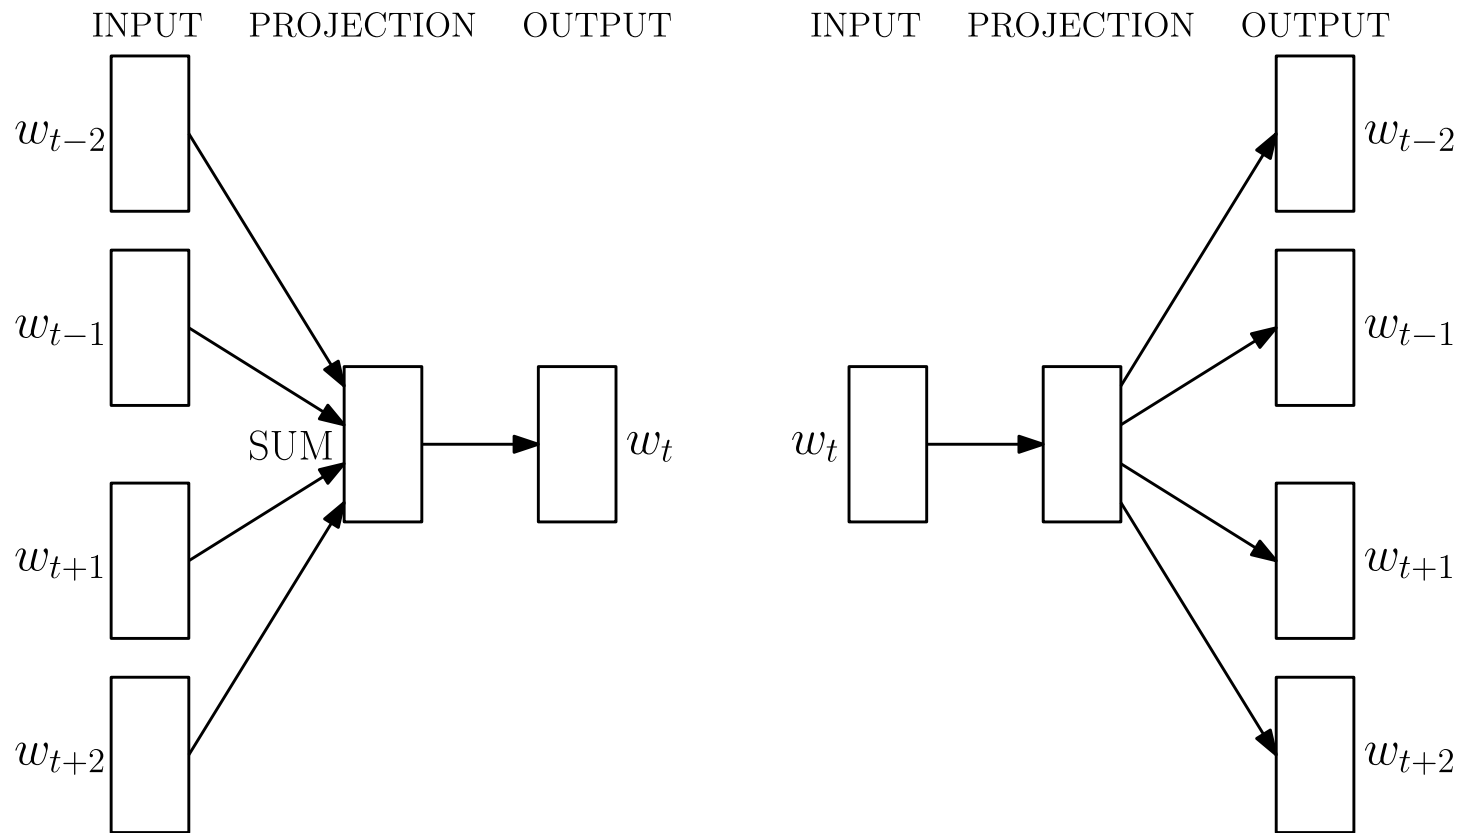 INPUT PROJECTION OUTPUT INPUT PROJECTION OUTPUT
w_{t-2} w_{t-2}
w_{t-1} w_{t-1}
SUM w_t w_t
w_{t+1} w_{t+1}
w_{t+2} w_{t+2}